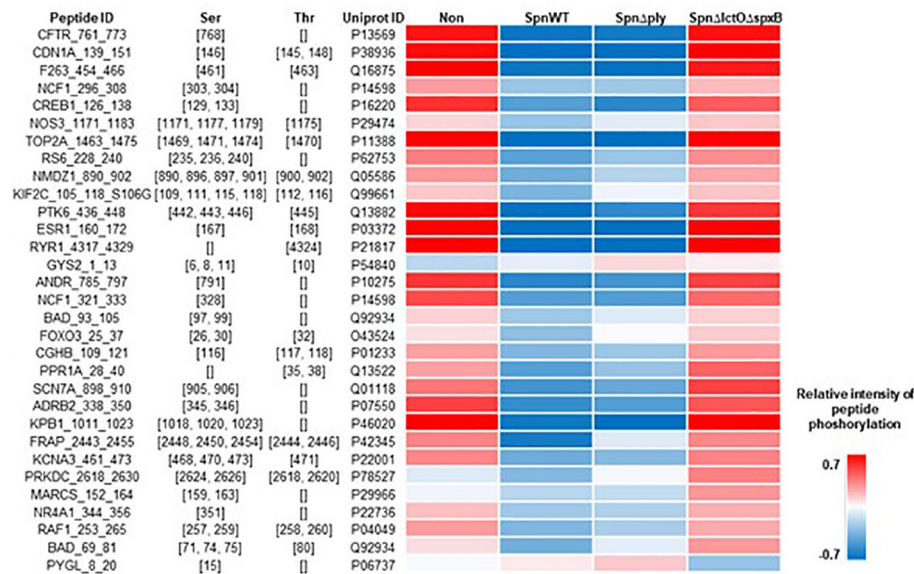 Peptide ID Ser Thr Uniprot ID Non SpnWT SpnΔply SpnΔlctOΔspxB
CFTR_761_773 [768] [] P13569
CDN1A_139_151 [146] [145, 148] P38936
F263_454_466 [461] [463] Q16875
NCF1_296_308 [303, 304] [] P14598
CREB1_126_138 [129, 133] [] P16220
NOS3_1171_1183 [1171, 1177, 1179] [1175] P29474
TOP2A_1463_1475 [1469, 1471, 1474] [1470] P11388
RS6_228_240 [235, 236, 240] [] P62753
NMDZ1_890_902 [890, 896, 897, 901] [900, 902] Q05586
KIF2C_105_118_S106G [109, 111, 115, 118] [112, 116] Q99661
PTK6_436_448 [442, 443, 446] [445] Q13882
ESR1_160_172 [167] [168] P03372
RYR1_4317_4329 [] [4324] P21817
GYS2_1_13 [6, 8, 11] [10] P54840
ANDR_785_797 [791] [] P10275
NCF1_321_333 [328] [] P14598
BAD_93_105 [97, 99] [] Q92934
FOXO3_25_37 [26, 30] [32] O43524
CGHB_109_121 [116] [117, 118] P01233
PPR1A_28_40 [] [35, 38] Q13522
SCN7A_898_910 [905, 906] [] Q01118
ADRB2_338_350 [345, 346] [] P07550
KPB1_1011_1023 [1018, 1020, 1023] [] P46020
FRAP_2443_2455 [2448, 2450, 2454] [2444, 2446] P42345
KCNA3_461_473 [468, 470, 473] [471] P22001
PRKDC_2618_2630 [2624, 2626] [2618, 2620] P78527
MARCS_152_164 [159, 163] [] P29966
NR4A1_344_356 [351] [] P22736
RAF1_253_265 [257, 259] [258, 260] P04049
BAD_69_81 [71, 74, 75] [80] Q92934
PYGL_8_20 [15] [] P06737
Relative intensity of
peptide
phoshorylation
0.7
-0.7